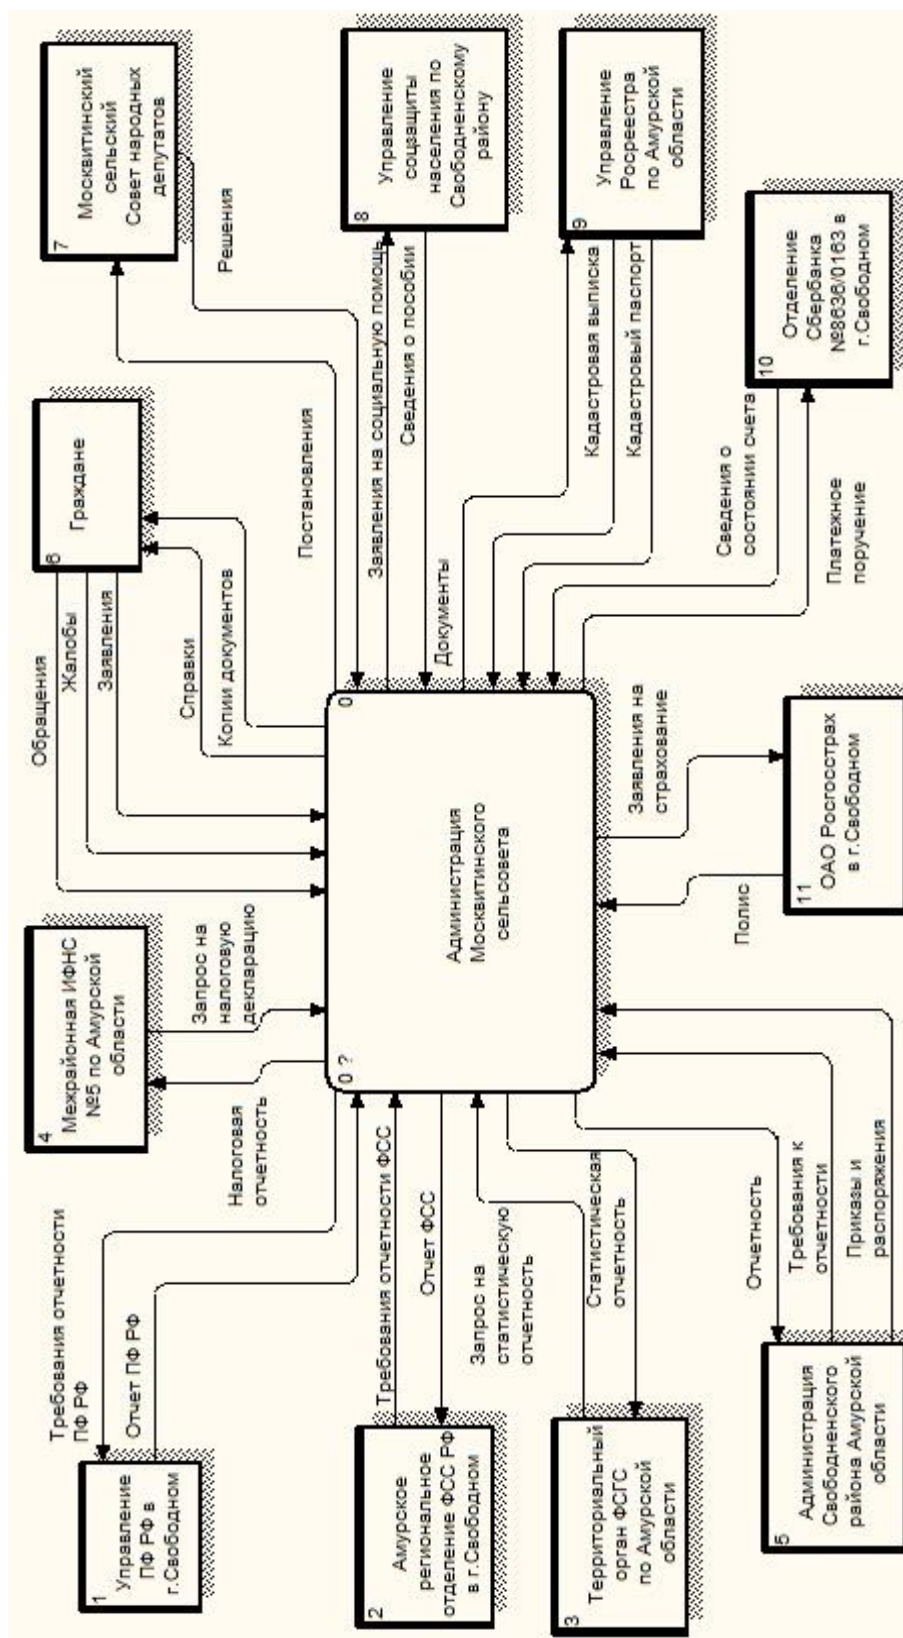 1
Управление
ПФ РФ в
г.Свободном
Требования отчетности
ПФ РФ
Отчет ПФ РФ
2
Амурское
региональное
отделение ФСС РФ
в г.Свободном
Требования отчетности ФСС
Отчет ФСС
3
Территориальный
орган ФСГС
по Амурской
области
Запрос на
статистическую
отчетность
Статистическая
отчетность
4
Межрайонная ИФНС
№5 по Амурской
области
Налоговая
отчетность
Запрос на
налоговую
декларацию
5
Администрация
Свободненского
района Амурской
области
Отчетность
Требования к
отчетности
Приказы и
распоряжения
0 ?
0
Администрация
Москвитинского
сельсовета
6
Граждане
Обращения
Жалобы
Заявления
Справки
Копии документов
7
Москвитинский
сельский
Совет народных
депутатов
Постановления
Решения
8
Управление
соцзащиты
населения по
Свободненскому
району
Заявления на социальную помощь
Сведения о пособии
9
Управление
Росреестра
по Амурской
области
Документы
Кадастровая выписка
Кадастровый паспорт
10
Отделение
Сбербанка
№8636/0163 в
г.Свободном
Сведения о
состоянии счета
Платежное
поручение
11
ОАО Росгосстрах
в г.Свободном
Полис
Заявления на
страхование